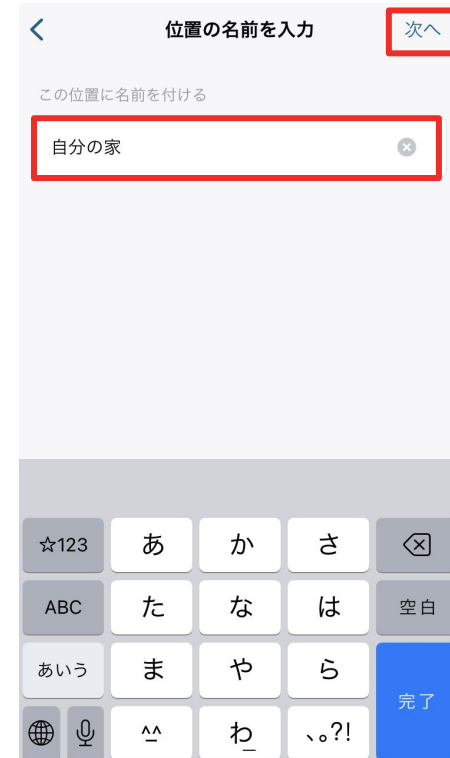 位置の名前を入力 次へ
この位置に名前を付ける
自分の家
☆123 あ か さ
ABC た な は 空白
あいう ま や ら 完了
^^ わ_ 、。?!